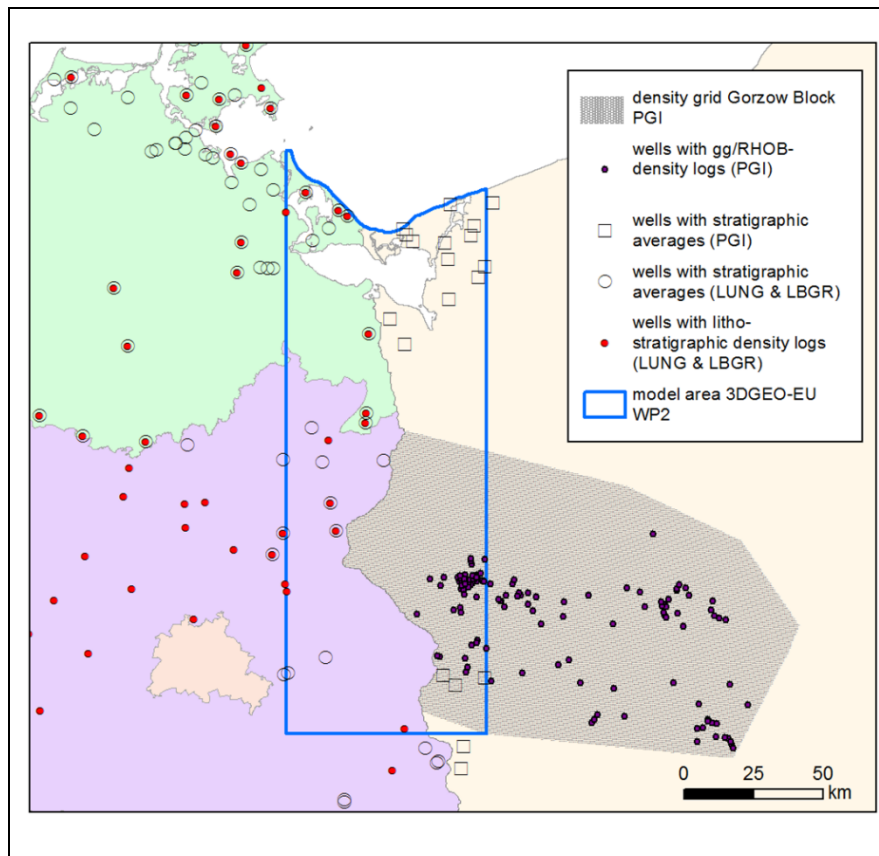 density grid Gorzow Block
PGI
wells with gg/RHOB-
density logs (PGI)
wells with stratigraphic
averages (PGI)
wells with stratigraphic
averages (LUNG & LBGR)
wells with litho-
stratigraphic density logs
(LUNG & LBGR)
model area 3DGEO-EU
WP2
0 25 50
km